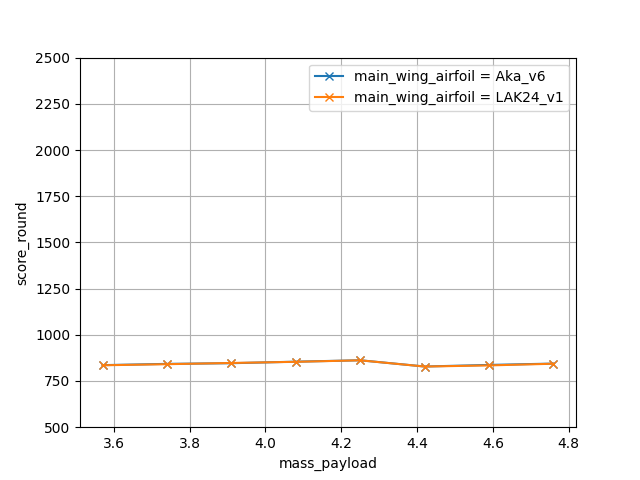 main_wing_airfoil = Aka_v6
main_wing_airfoil = LAK24_v1
2500
2250
2000
1750
1500
1250
1000
750
500
score_round
3.6 3.8 4.0 4.2 4.4 4.6 4.8
mass_payload